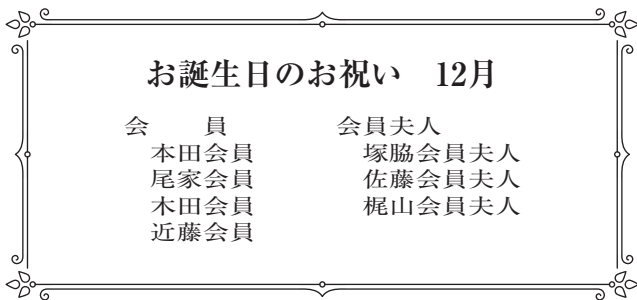 お誕生日のお祝い　12月
会　　員
本田会員
尾家会員
木田会員
近藤会員
会員夫人
塚脇会員夫人
佐藤会員夫人
梶山会員夫人